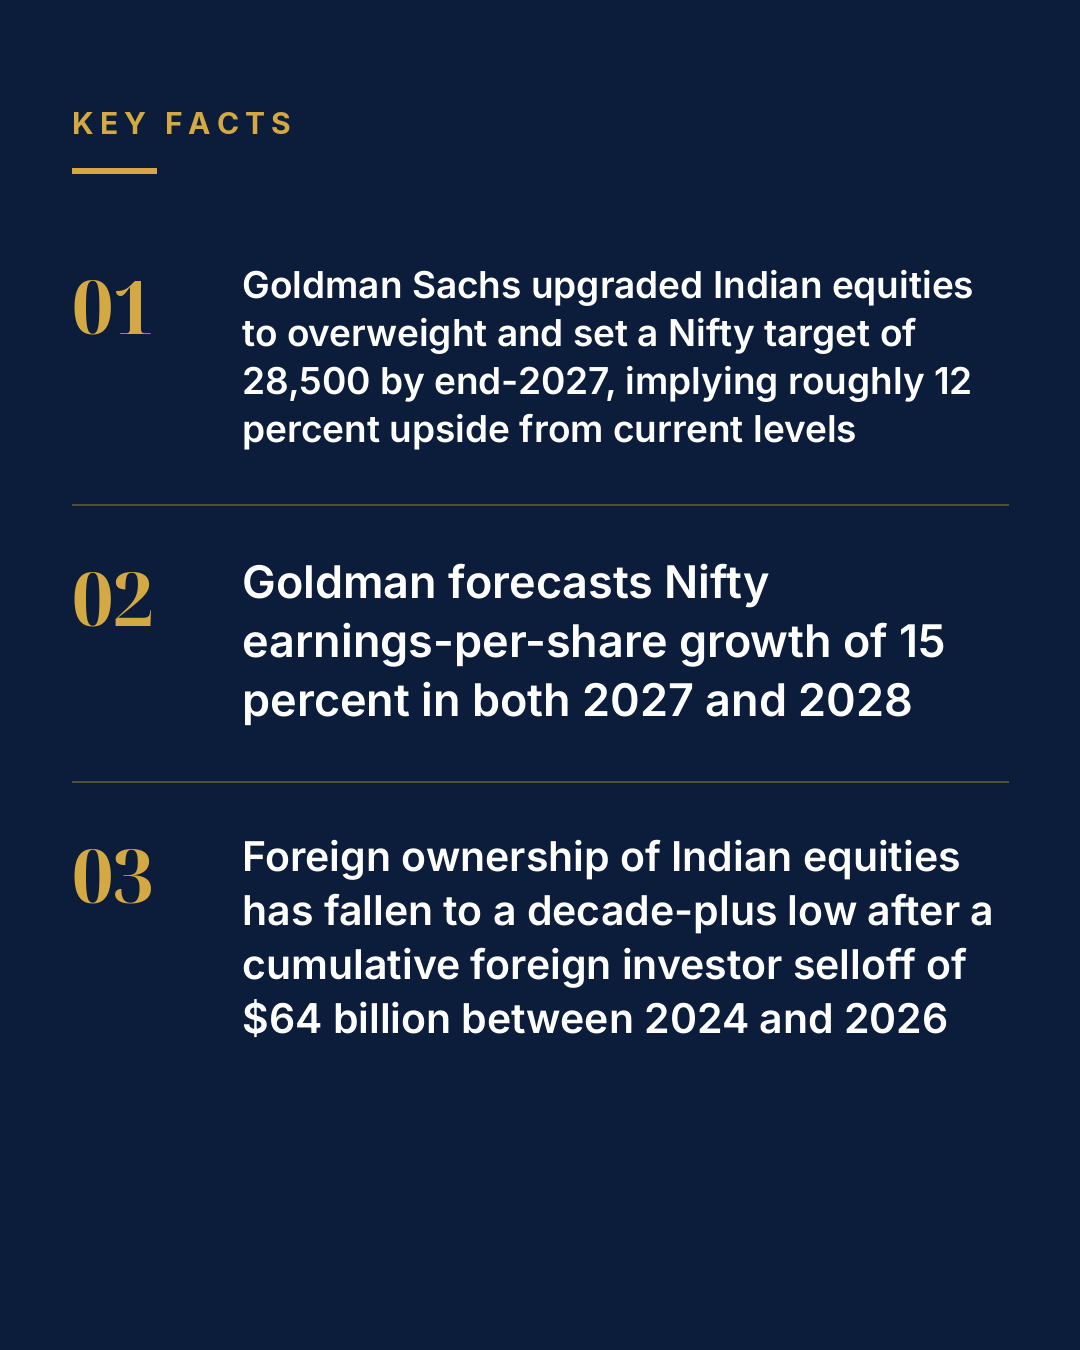 KEY FACTS
01
Goldman Sachs upgraded Indian equities
to overweight and set a Nifty target of
28,500 by end-2027, implying roughly 12
percent upside from current levels
02
Goldman forecasts Nifty
earnings-per-share growth of 15
percent in both 2027 and 2028
03
Foreign ownership of Indian equities
has fallen to a decade-plus low after a
cumulative foreign investor selloff of
$64 billion between 2024 and 2026